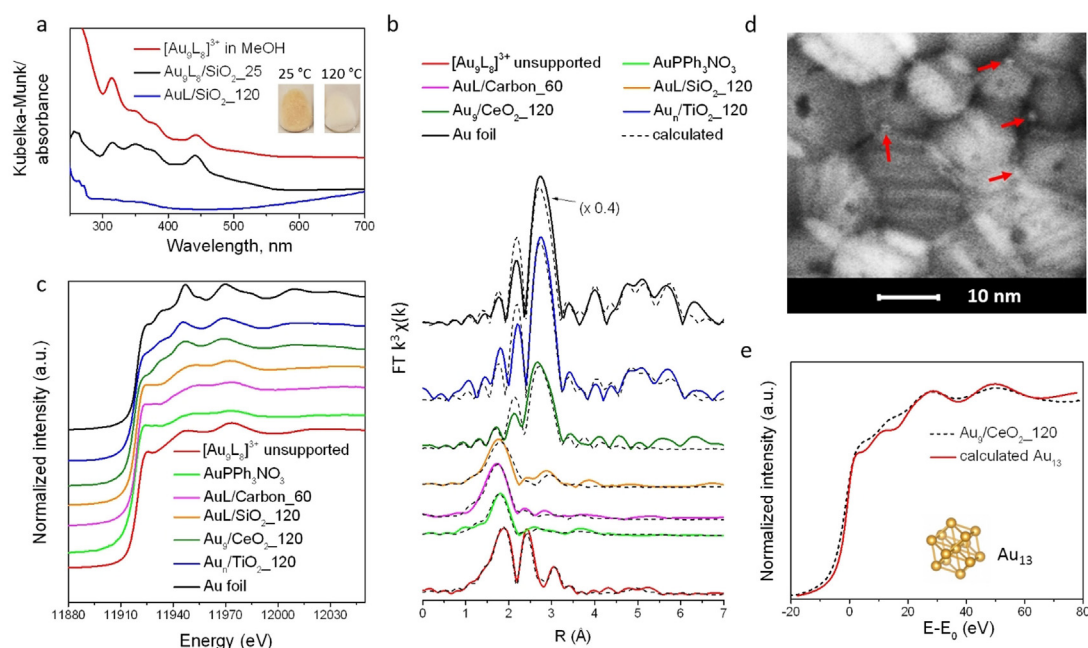 a
[Au₉L₈]³⁺ in MeOH
Au₉L₈/SiO₂_25
AuL/SiO₂_120
25 °C 120 °C
Kubelka-Munk/
absorbance
300 400 500 600 700
Wavelength, nm
b
[Au₉L₈]³⁺ unsupported
AuPPh₃NO₃
AuL/Carbon_60
AuL/SiO₂_120
Au₉/CeO₂_120
Auₙ/TiO₂_120
Au foil
calculated
(x 0.4)
FT k³ χ(k)
0 1 2 3 4 5 6 7
R (Å)
c
Normalized intensity (a.u.)
[Au₉L₈]³⁺ unsupported
AuPPh₃NO₃
AuL/Carbon_60
AuL/SiO₂_120
Au₉/CeO₂_120
Auₙ/TiO₂_120
Au foil
11880 11910 11940 11970 12000 12030
Energy (eV)
d
10 nm
e
Normalized intensity (a.u.)
Au₉/CeO₂_120
calculated Au₁₃
Au₁₃
-20 0 20 40 60 80
E-E₀ (eV)